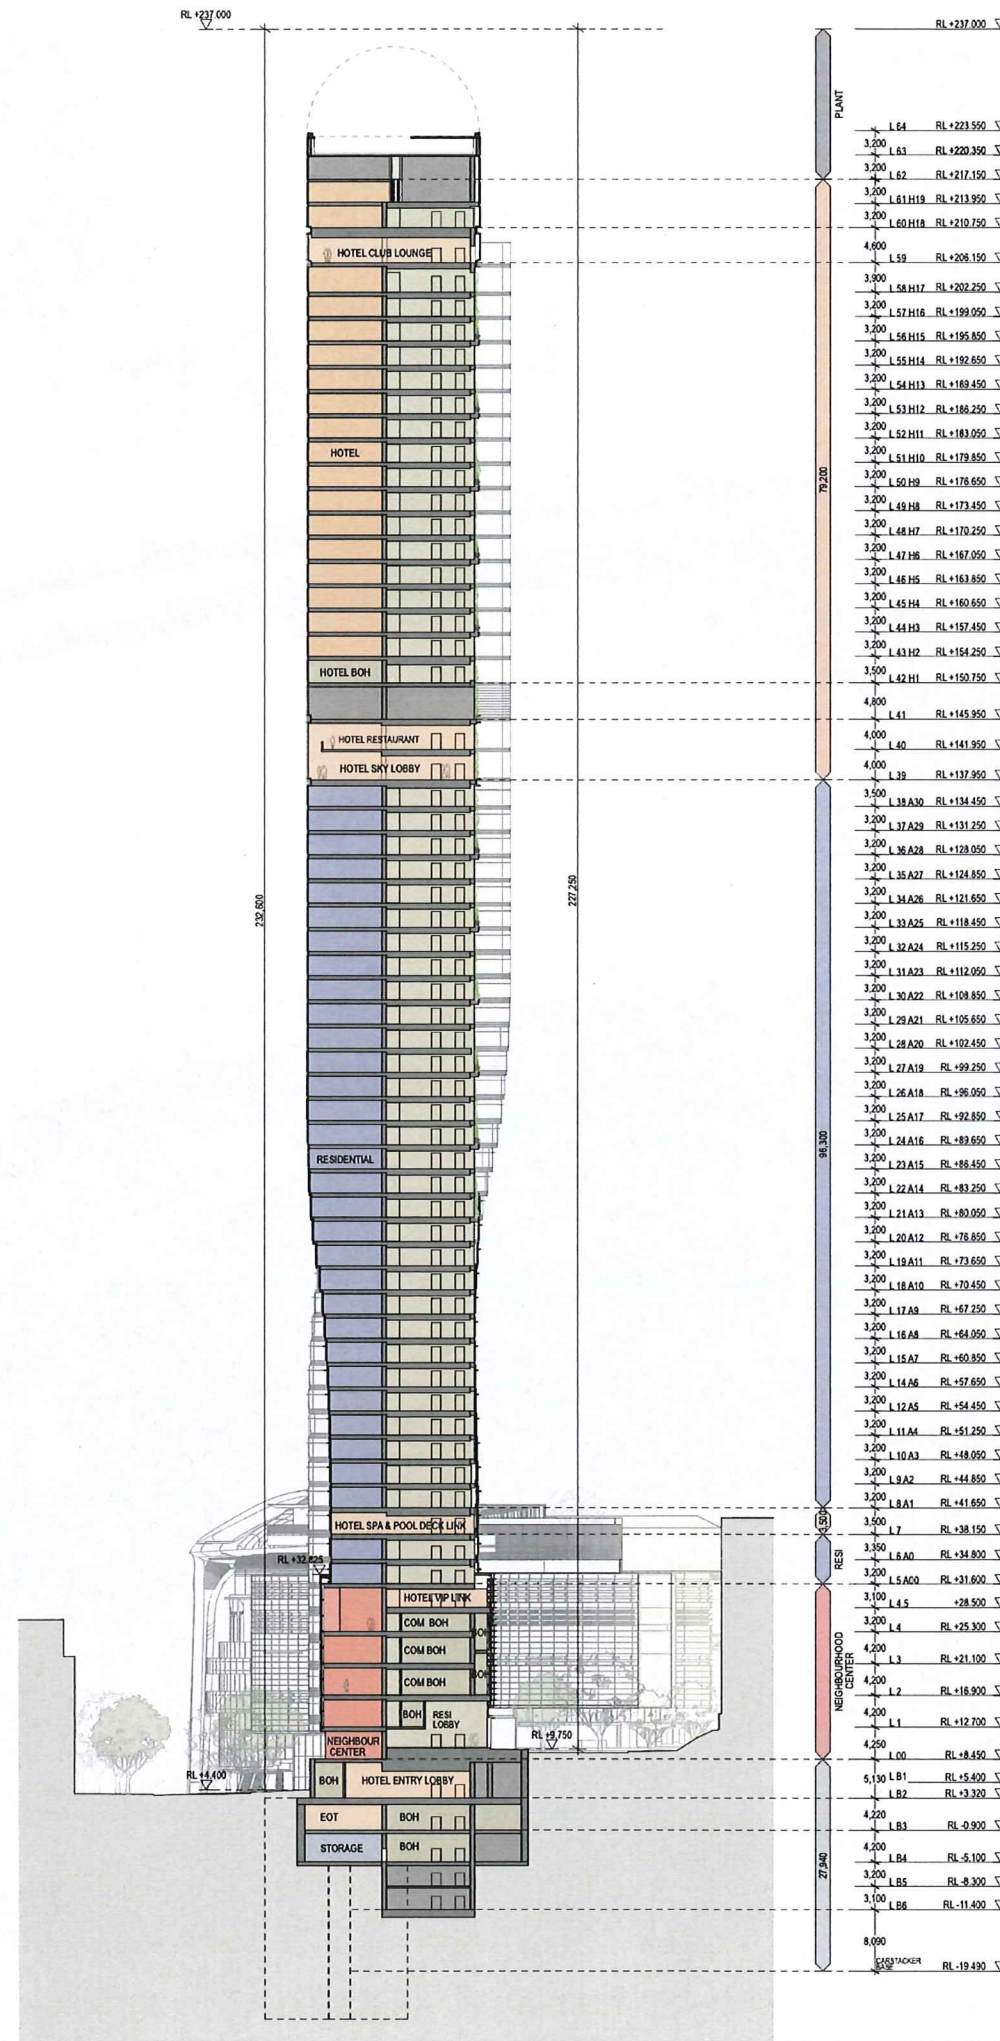 RL +237.000
RL +237.000
PLANT
L 64 RL +223.550
3,200
L 63 RL +220.350
3,200
L 62 RL +217.150
3,200
L 61 H19 RL +213.950
3,200
L 60 H18 RL +210.750
HOTEL CLUB LOUNGE
4,600
L 59 RL +206.150
3,900
L 58 H17 RL +202.250
3,200
L 57 H16 RL +199.050
3,200
L 56 H15 RL +195.850
3,200
L 55 H14 RL +192.650
3,200
L 54 H13 RL +189.450
3,200
L 53 H12 RL +186.250
3,200
L 52 H11 RL +183.050
HOTEL
3,200
L 51 H10 RL +179.850
79,200
3,200
L 50 H9 RL +176.650
3,200
L 49 H8 RL +173.450
3,200
L 48 H7 RL +170.250
3,200
L 47 H6 RL +167.050
3,200
L 46 H5 RL +163.850
3,200
L 45 H4 RL +160.650
3,200
L 44 H3 RL +157.450
3,200
L 43 H2 RL +154.250
HOTEL BOH
3,500
L 42 H1 RL +150.750
4,800
L 41 RL +145.950
HOTEL RESTAURANT
4,000
L 40 RL +141.950
HOTEL SKY LOBBY
4,000
L 39 RL +137.950
3,500
L 38 A30 RL +134.450
3,200
L 37 A29 RL +131.250
3,200
L 36 A28 RL +128.050
3,200
L 35 A27 RL +124.850
232,600
227,250
3,200
L 34 A26 RL +121.650
3,200
L 33 A25 RL +118.450
3,200
L 32 A24 RL +115.250
3,200
L 31 A23 RL +112.050
3,200
L 30 A22 RL +108.850
3,200
L 29 A21 RL +105.650
3,200
L 28 A20 RL +102.450
3,200
L 27 A19 RL +99.250
3,200
L 26 A18 RL +96.050
3,200
L 25 A17 RL +92.850
3,200
L 24 A16 RL +89.650
96,300
RESIDENTIAL
3,200
L 23 A15 RL +86.450
3,200
L 22 A14 RL +83.250
3,200
L 21 A13 RL +80.050
3,200
L 20 A12 RL +76.850
3,200
L 19 A11 RL +73.650
3,200
L 18 A10 RL +70.450
3,200
L 17 A9 RL +67.250
3,200
L 16 A8 RL +64.050
3,200
L 15 A7 RL +60.850
3,200
L 14 A6 RL +57.650
3,200
L 12 A5 RL +54.450
3,200
L 11 A4 RL +51.250
3,200
L 10 A3 RL +48.050
3,200
L 9 A2 RL +44.850
3,200
L 8 A1 RL +41.650
HOTEL SPA & POOL DECK LINK
3,500
3,500
L 7 RL +38.150
RESI
3,350
L 6 A0 RL +34.800
RL +32.825
3,200
L 5 A00 RL +31.600
HOTEL VIP LINK
3,100
L 4.5 +28.500
COM BOH
BOH
3,200
L 4 RL +25.300
COM BOH
4,200
L 3 RL +21.100
NEIGHBOURHOOD
CENTER
COM BOH
BOH
4,200
L 2 RL +16.900
BOH
RESI
LOBBY
4,200
L 1 RL +12.700
RL +9.750
NEIGHBOUR
CENTER
4,250
L 00 RL +8.450
RL +4.400
BOH
HOTEL ENTRY LOBBY
5,130
L B1 RL +5.400
L B2 RL +3.320
EOT
BOH
4,220
L B3 RL -0.900
STORAGE
BOH
4,200
L B4 RL -5.100
27,940
3,200
L B5 RL -8.300
3,100
L B6 RL -11.400
8,090
CARSTACKER
BASE
RL -19.490